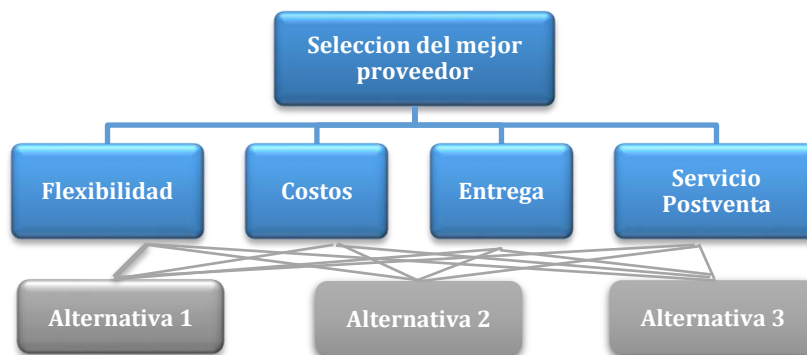 Seleccion del mejor
proveedor
Flexibilidad
Costos
Entrega
Servicio
Postventa
Alternativa 1
Alternativa 2
Alternativa 3